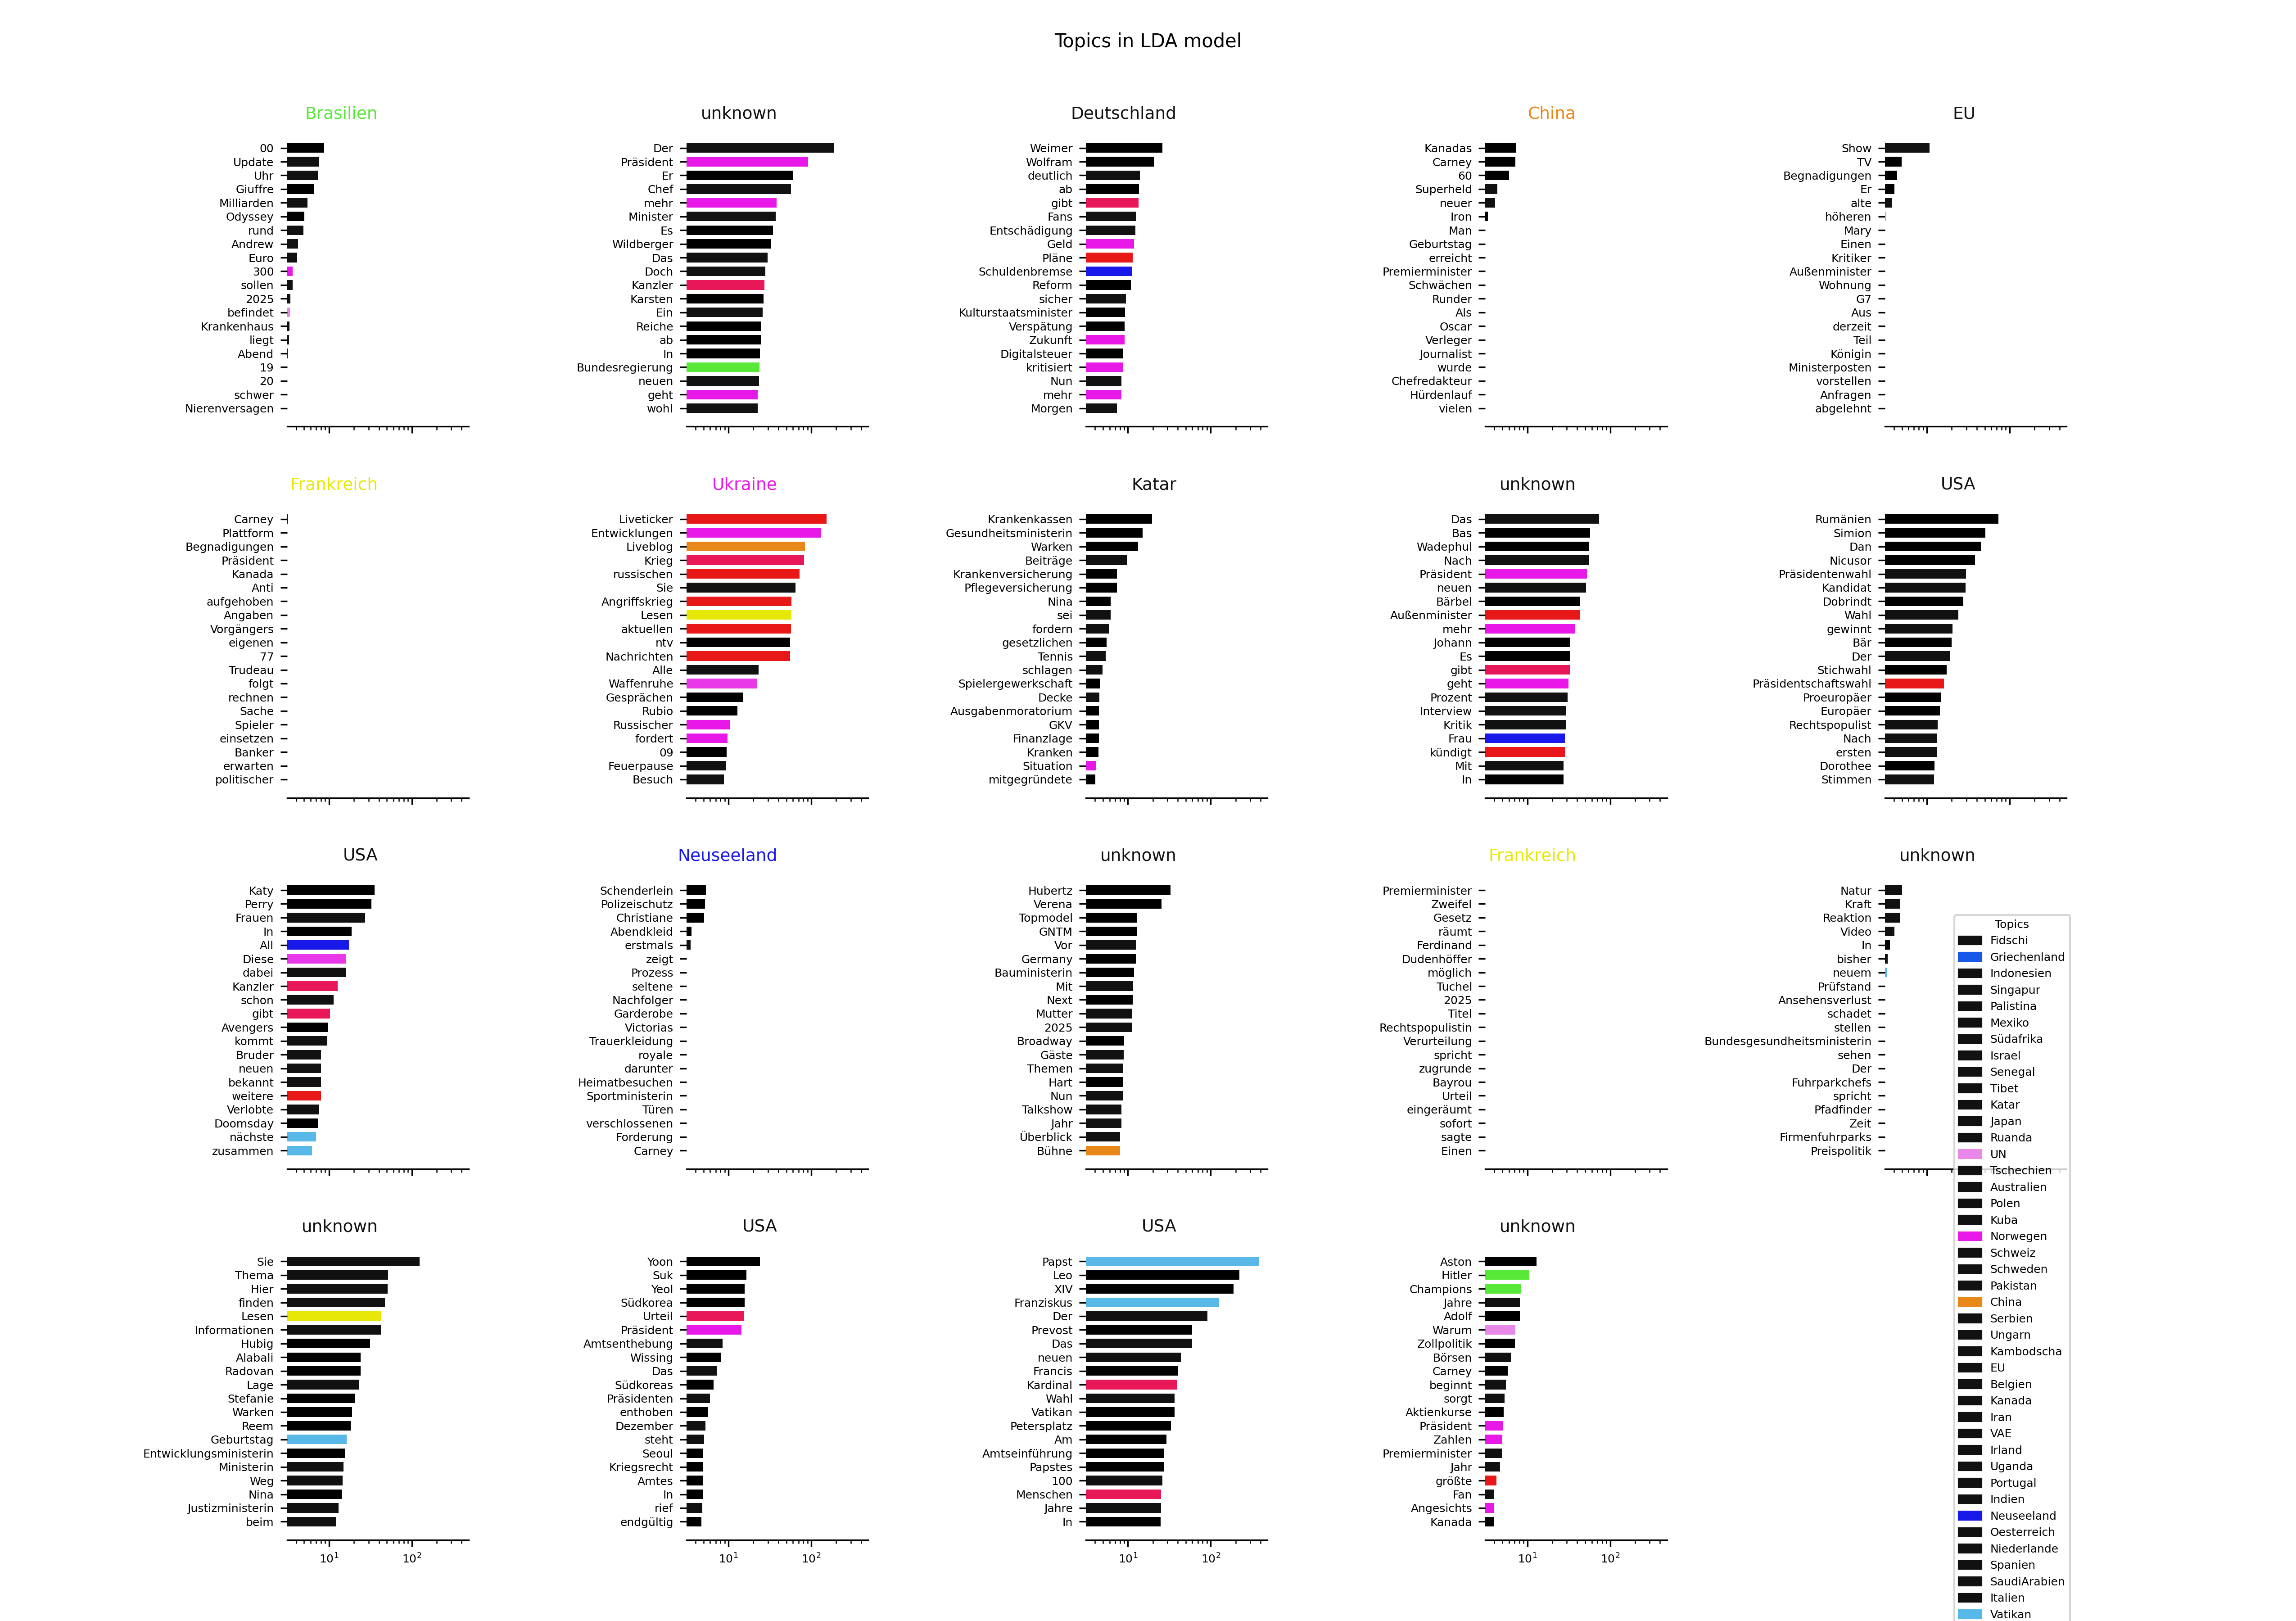 Topics in LDA model
Brasilien
00
Update
Uhr
Giuffre
Milliarden
Odyssey
rund
Andrew
Euro
300
sollen
2025
befindet
Krankenhaus
liegt
Abend
19
20
schwer
Nierenversagen
unknown
Der
Präsident
Er
Chef
mehr
Minister
Es
Wildberger
Das
Doch
Kanzler
Karsten
Ein
Reiche
ab
In
Bundesregierung
neuen
geht
wohl
Deutschland
Weimer
Wolfram
deutlich
ab
gibt
Fans
Entschädigung
Geld
Pläne
Schuldenbremse
Reform
sicher
Kulturstaatsminister
Verspätung
Zukunft
Digitalsteuer
kritisiert
Nun
mehr
Morgen
China
Kanadas
Carney
60
Superheld
neuer
Iron
Man
Geburtstag
erreicht
Premierminister
Schwächen
Runder
Als
Oscar
Verleger
Journalist
wurde
Chefredakteur
Hürdenlauf
vielen
EU
Show
TV
Begnadigungen
Er
alte
höheren
Mary
Einen
Kritiker
Außenminister
Wohnung
G7
Aus
derzeit
Teil
Königin
Ministerposten
vorstellen
Anfragen
abgelehnt
Frankreich
Carney
Plattform
Begnadigungen
Präsident
Kanada
Anti
aufgehoben
Angaben
Vorgängers
eigenen
77
Trudeau
folgt
rechnen
Sache
Spieler
einsetzen
Banker
erwarten
politischer
Ukraine
Liveticker
Entwicklungen
Liveblog
Krieg
russischen
Sie
Angriffskrieg
Lesen
aktuellen
ntv
Nachrichten
Alle
Waffenruhe
Gesprächen
Rubio
Russischer
fordert
09
Feuerpause
Besuch
Katar
Krankenkassen
Gesundheitsministerin
Warken
Beiträge
Krankenversicherung
Pflegeversicherung
Nina
sei
fordern
gesetzlichen
Tennis
schlagen
Spielergewerkschaft
Decke
Ausgabenmoratorium
GKV
Finanzlage
Kranken
Situation
mitgegründete
unknown
Das
Bas
Wadephul
Nach
Präsident
neuen
Bärbel
Außenminister
mehr
Johann
Es
gibt
geht
Prozent
Interview
Kritik
Frau
kündigt
Mit
In
USA
Rumänien
Simion
Dan
Nicusor
Präsidentenwahl
Kandidat
Dobrindt
Wahl
gewinnt
Bär
Der
Stichwahl
Präsidentschaftswahl
Proeuropäer
Europäer
Rechtspopulist
Nach
ersten
Dorothee
Stimmen
USA
Katy
Perry
Frauen
In
All
Diese
dabei
Kanzler
schon
gibt
Avengers
kommt
Bruder
neuen
bekannt
weitere
Verlobte
Doomsday
nächste
zusammen
Neuseeland
Schenderlein
Polizeischutz
Christiane
Abendkleid
erstmals
zeigt
Prozess
seltene
Nachfolger
Garderobe
Victorias
Trauerkleidung
royale
darunter
Heimatbesuchen
Sportministerin
Türen
verschlossenen
Forderung
Carney
unknown
Hubertz
Verena
Topmodel
GNTM
Vor
Germany
Bauministerin
Mit
Next
Mutter
2025
Broadway
Gäste
Themen
Hart
Nun
Talkshow
Jahr
Überblick
Bühne
Frankreich
Premierminister
Zweifel
Gesetz
räumt
Ferdinand
Dudenhöffer
möglich
Tuchel
2025
Titel
Rechtspopulistin
Verurteilung
spricht
zugrunde
Bayrou
Urteil
eingeräumt
sofort
sagte
Einen
unknown
Natur
Kraft
Reaktion
Video
In
bisher
neuem
Prüfstand
Ansehensverlust
schadet
stellen
Bundesgesundheitsministerin
sehen
Der
Fuhrparkchefs
spricht
Pfadfinder
Zeit
Firmenfuhrparks
Preispolitik
unknown
Sie
Thema
Hier
finden
Lesen
Informationen
Hubig
Alabali
Radovan
Lage
Stefanie
Warken
Reem
Geburtstag
Entwicklungsministerin
Ministerin
Weg
Nina
Justizministerin
beim
10¹ 10²
USA
Yoon
Suk
Yeol
Südkorea
Urteil
Präsident
Amtsenthebung
Wissing
Das
Südkoreas
Präsidenten
enthoben
Dezember
steht
Seoul
Kriegsrecht
Amtes
In
rief
endgültig
10¹ 10²
USA
Papst
Leo
XIV
Franziskus
Der
Prevost
Das
neuen
Francis
Kardinal
Wahl
Vatikan
Petersplatz
Am
Amtseinführung
Papstes
100
Menschen
Jahre
In
10¹ 10²
unknown
Aston
Hitler
Champions
Jahre
Adolf
Warum
Zollpolitik
Börsen
Carney
beginnt
sorgt
Aktienkurse
Präsident
Zahlen
Premierminister
Jahr
größte
Fan
Angesichts
Kanada
10¹ 10²
Topics
Fidschi
Griechenland
Indonesien
Singapur
Palistina
Mexiko
Südafrika
Israel
Senegal
Tibet
Katar
Japan
Ruanda
UN
Tschechien
Australien
Polen
Kuba
Norwegen
Schweiz
Schweden
Pakistan
China
Serbien
Ungarn
Kambodscha
EU
Belgien
Kanada
Iran
VAE
Irland
Uganda
Portugal
Indien
Neuseeland
Oesterreich
Niederlande
Spanien
SaudiArabien
Italien
Vatikan